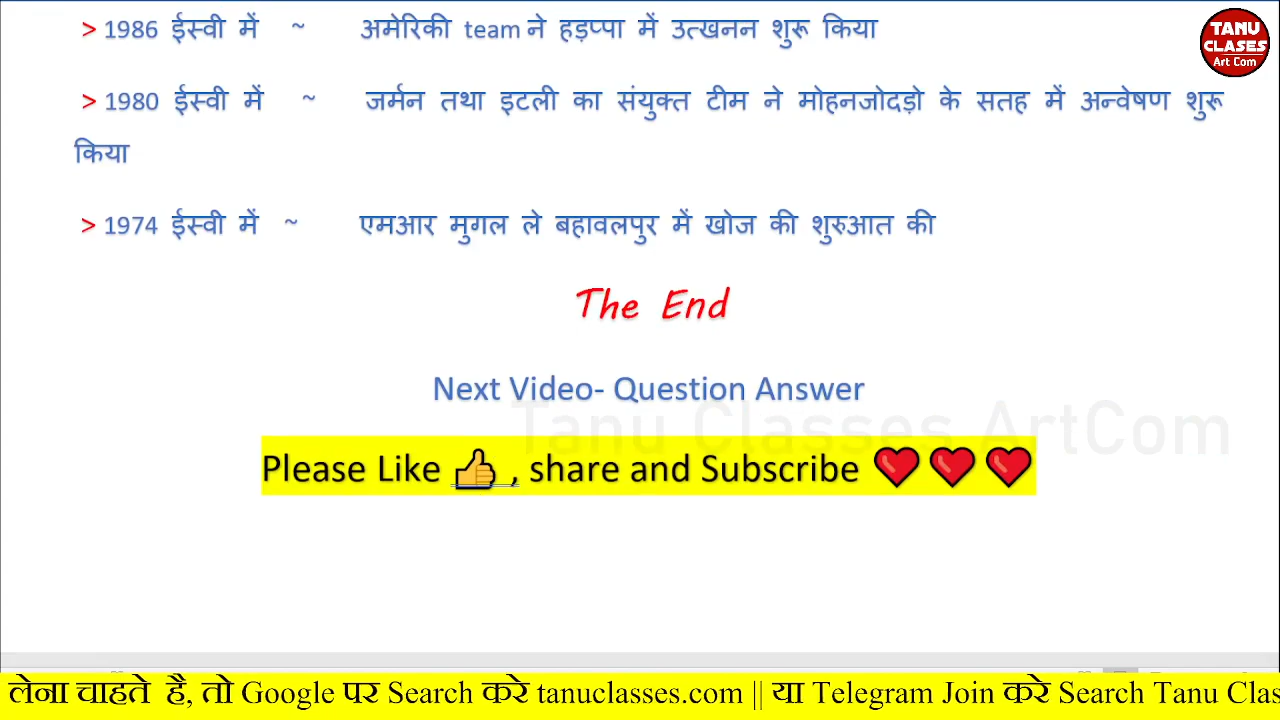 > 1986 ईस्वी में ~ अमेरिकी team ने हड़प्पा में उत्खनन शुरू किया
TANU
CLASES
Art Com
> 1980 ईस्वी में ~ जर्मन तथा इटली का संयुक्त टीम ने मोहनजोदड़ो के सतह में अन्वेषण शुरू
किया
> 1974 ईस्वी में ~ एमआर मुगल ले बहावलपुर में खोज की शुरुआत की
The End
Next Video- Question Answer
Tanu Classes ArtCom
Please Like 👍 , share and Subscribe ❤️❤️❤️
लेना चाहते है, तो Google पर Search करे tanuclasses.com || या Telegram Join करे Search Tanu Clas